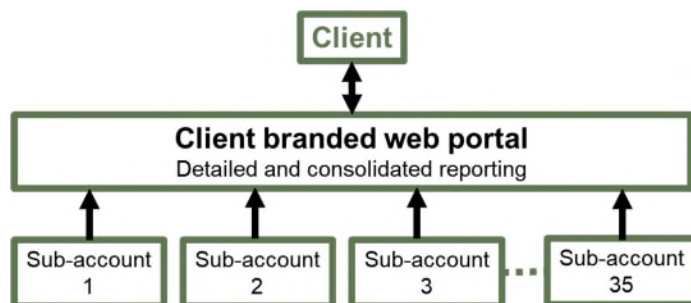 Client
Client branded web portal
Detailed and consolidated reporting
Sub-account
1
Sub-account
2
Sub-account
3
Sub-account
35